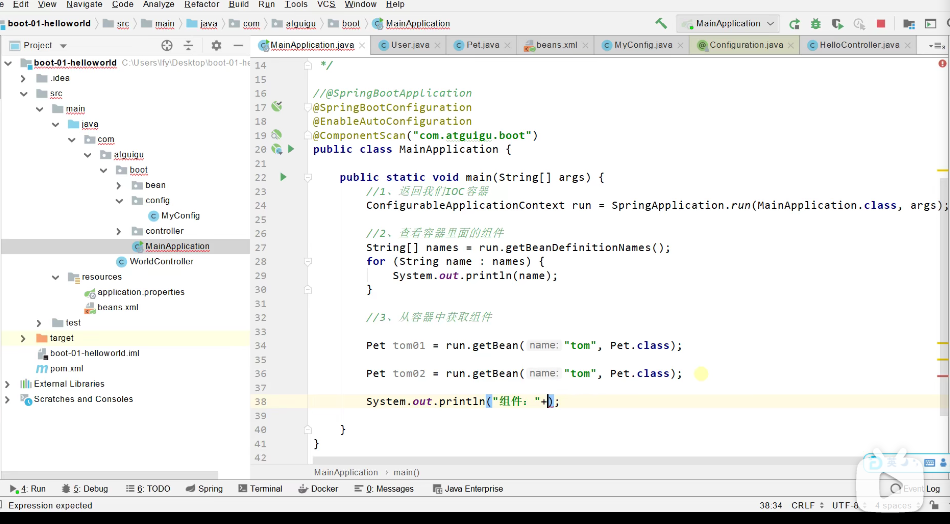 Edit View Navigate Code Analyze Refactor Build Run Tools VCS Window Help
boot-01-helloworld src main java com atguigu boot MainApplication MainApplication
Project MainApplication.java User.java Pet.java beans.xml MyConfig.java Configuration.java HelloController.java
boot-01-helloworld C:\Users\lfy\Desktop\boot-01-he
.idea
src
main
java
com
atguigu
boot
bean
config
MyConfig
controller
MainApplication
WorldController
resources
application.properties
beans.xml
test
target
boot-01-helloworld.iml
pom.xml
External Libraries
Scratches and Consoles
14 */
15
16 //@SpringBootApplication
17 @SpringBootConfiguration
18 @EnableAutoConfiguration
19 @ComponentScan("com.atguigu.boot")
20 public class MainApplication {
21
22 public static void main(String[] args) {
23 //1、返回我们IOC容器
24 ConfigurableApplicationContext run = SpringApplication.run(MainApplication.class, args);
25
26 //2、查看容器里面的组件
27 String[] names = run.getBeanDefinitionNames();
28 for (String name : names) {
29 System.out.println(name);
30 }
31
32 //3、从容器中获取组件
33
34 Pet tom01 = run.getBean( name: "tom", Pet.class);
35
36 Pet tom02 = run.getBean( name: "tom", Pet.class);
37
38 System.out.println("组件："+);
39
40 }
41 }
42
MainApplication › main()
4: Run 5: Debug 6: TODO Spring Terminal Docker 0: Messages Java Enterprise Event Log
Expression expected 38:34 CRLF UTF-8 4 spaces